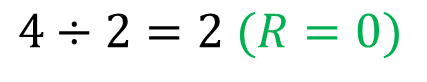 4 ÷ 2 = 2 (R = 0)